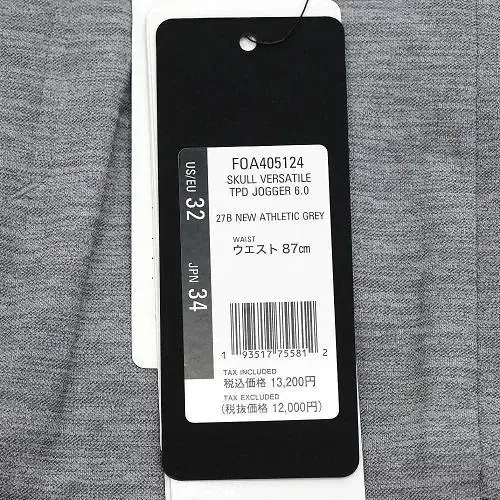 FOA405124
SKULL VERSATILE
TPD JOGGER 6.0
27B NEW ATHLETIC GREY
WAIST
ウエスト 87cm
US/EU 32
JPN 34
1 93517 75581 2
TAX INCLUDED
税込価格 13,200円
TAX EXCLUDED
(税抜価格 12,000円)